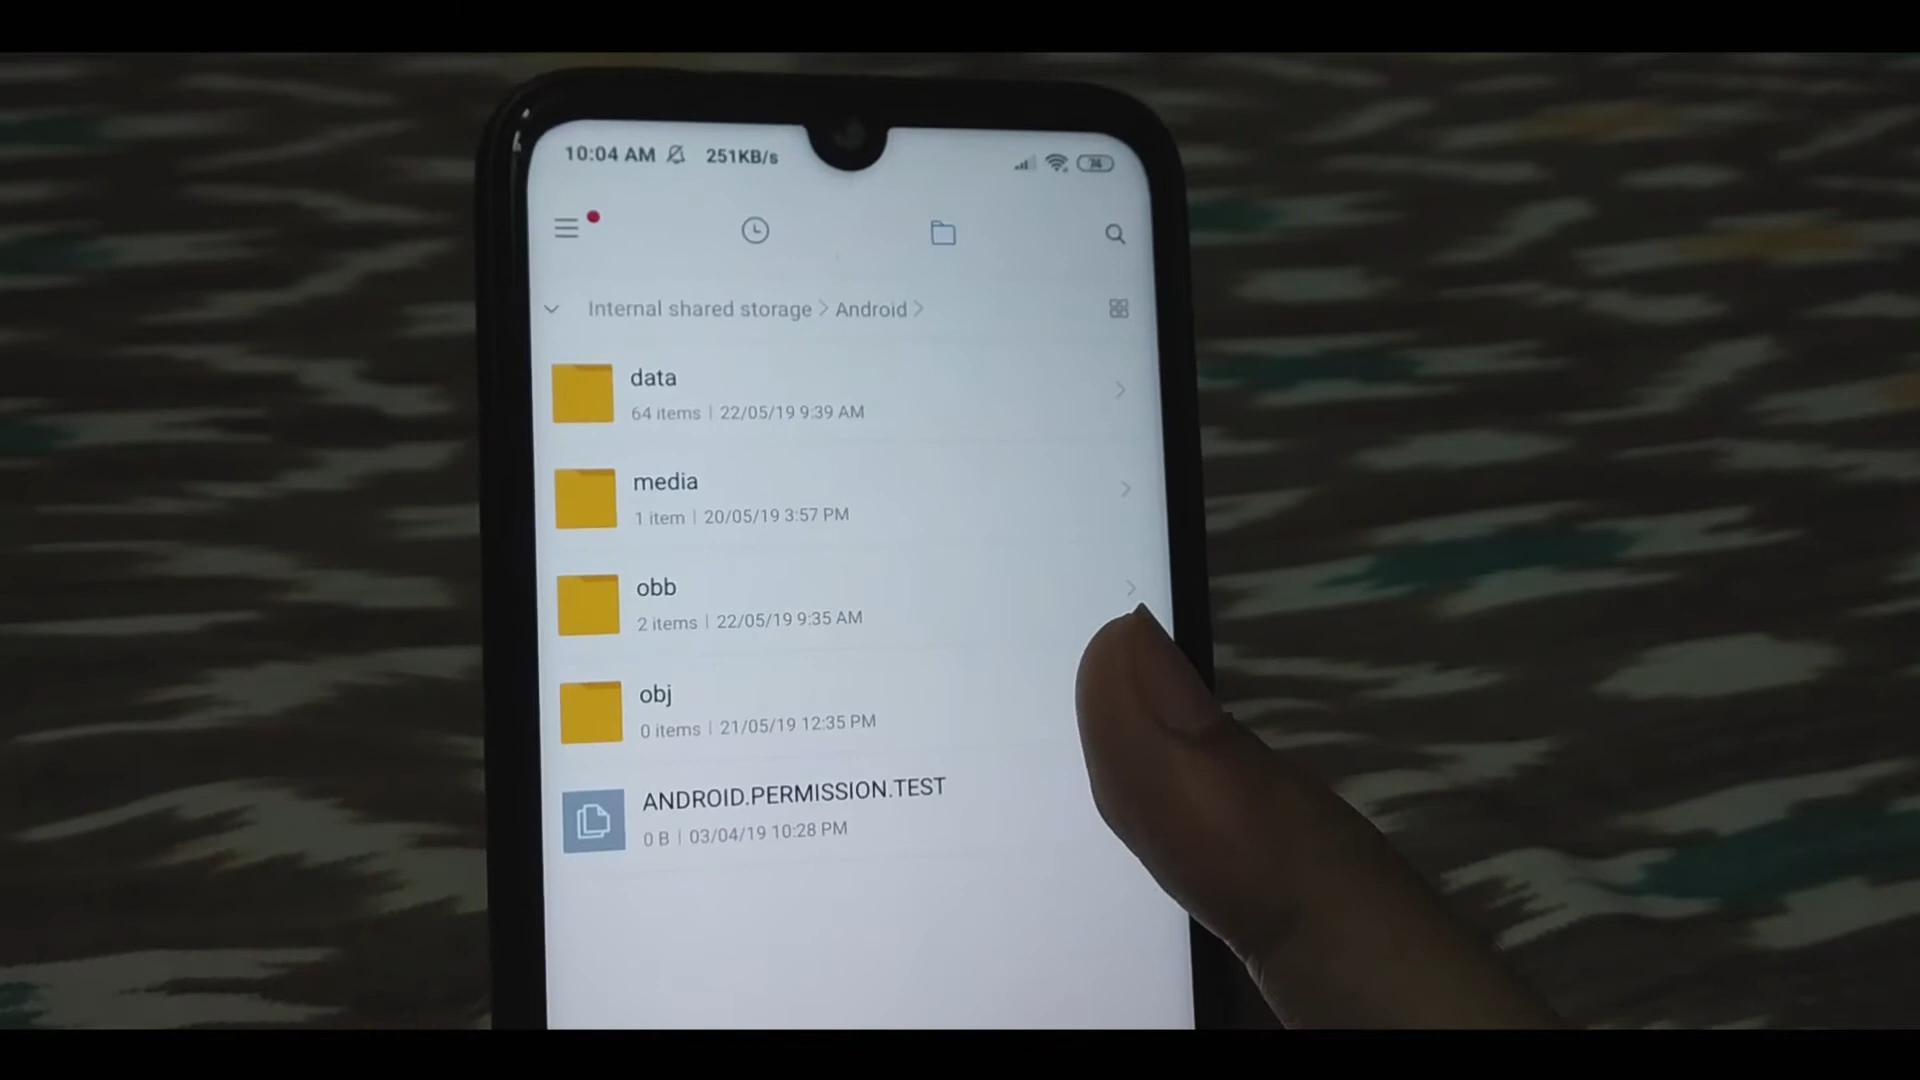 10:04 AM 251KB/s 74
Internal shared storage > Android >
data
64 items | 22/05/19 9:39 AM
media
1 item | 20/05/19 3:57 PM
obb
2 items | 22/05/19 9:35 AM
obj
0 items | 21/05/19 12:35 PM
ANDROID.PERMISSION.TEST
0 B | 03/04/19 10:28 PM